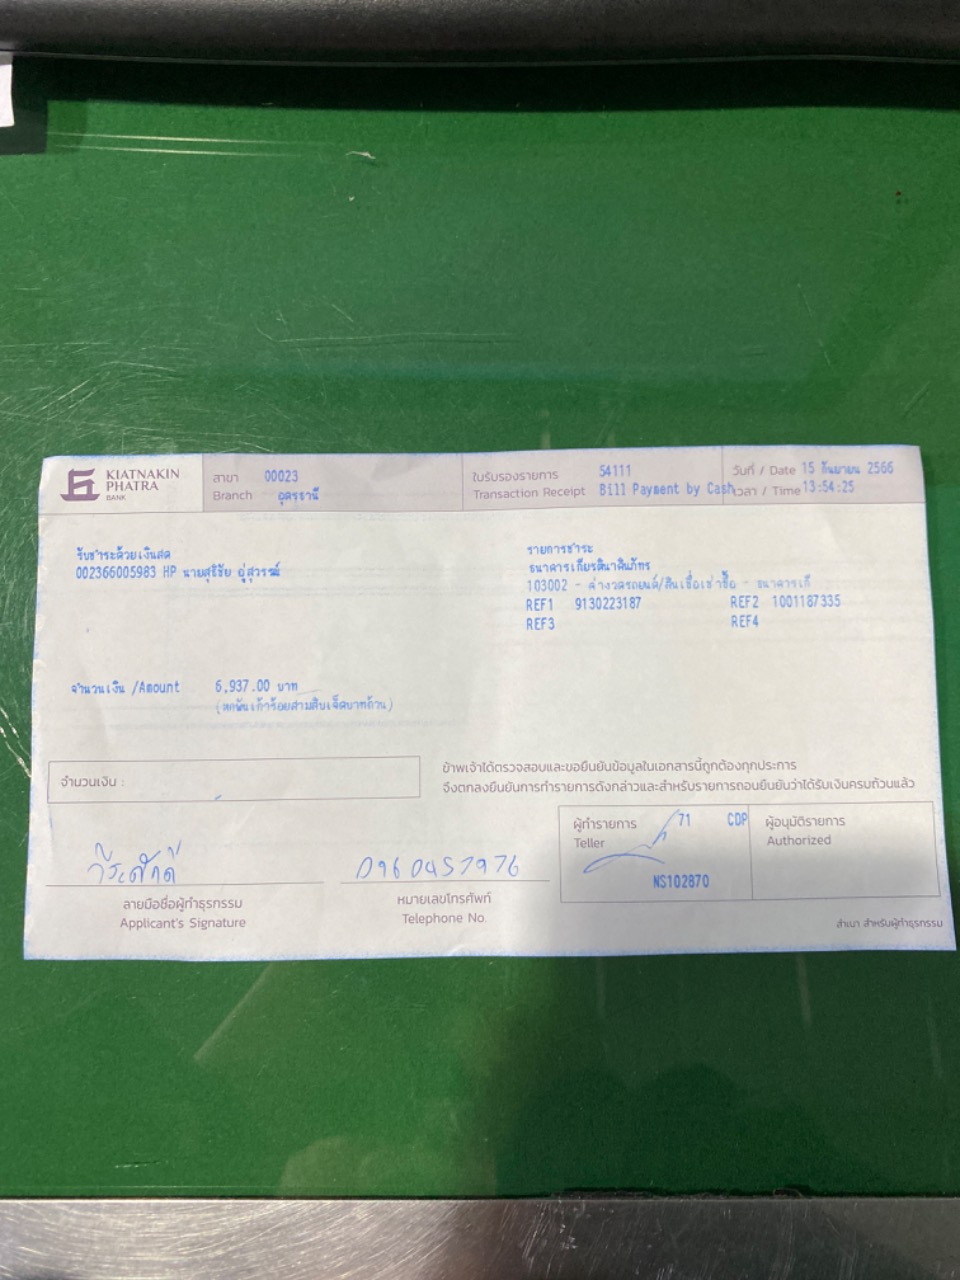 KIATNAKIN
PHATRA
BANK
สาขา 00023
Branch อุดรธานี
ใบรับรองรายการ 54111
Transaction Receipt Bill Payment by Cash
วันที่ / Date 15 กันยายน 2566
เวลา / Time 13:54:25
รับชำระด้วยเงินสด
002366005983 HP นายสุริชัย อู่สุวรรณ์
รายการชำระ
ธนาคารเกียรตินาคินภัทร
103002 - ค่างวดรถยนต์/สินเชื่อเช่าซื้อ - ธนาคารเกี
REF1 9130223187 REF2 1001187335
REF3 REF4
จำนวนเงิน /Amount 6,937.00 บาท
(หกพันเก้าร้อยสามสิบเจ็ดบาทถ้วน)
จำนวนเงิน :
ข้าพเจ้าได้ตรวจสอบและขอยืนยันข้อมูลในเอกสารนี้ถูกต้องทุกประการ
จึงตกลงยืนยันการทำรายการดังกล่าวและสำหรับรายการถอนยืนยันว่าได้รับเงินครบถ้วนแล้ว
ผู้ทำรายการ 71 CDP
Teller
NS102870
ผู้อนุมัติรายการ
Authorized
วีระศักดิ์
0960457976
ลายมือชื่อผู้ทำธุรกรรม
Applicant's Signature
หมายเลขโทรศัพท์
Telephone No.
สำเนา สำหรับผู้ทำธุรกรรม